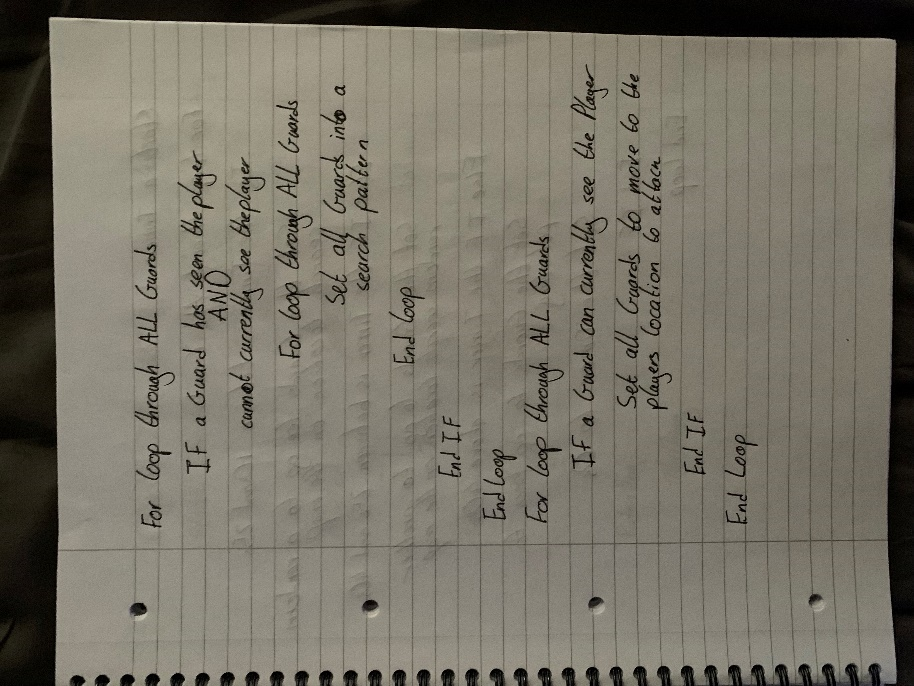 For loop through ALL Guards
IF a Guard has seen the player
AND
cannot currently see the player
For loop through ALL Guards
Set all Guards into a
search pattern
End loop
End IF
End loop
For loop through ALL Guards
IF a Guard can currently see the Player
Set all Guards to move to the
players location to attack
End IF
End Loop